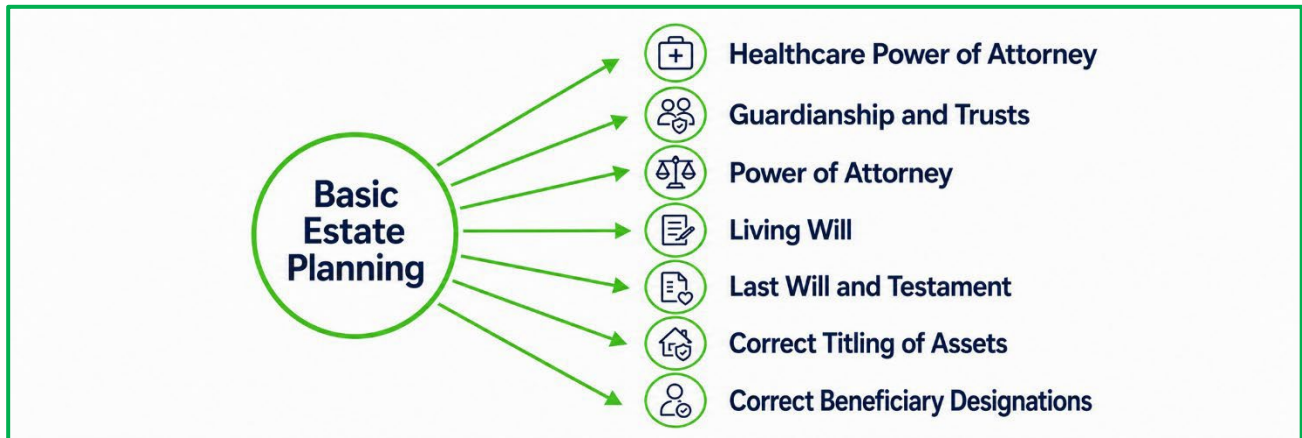 Basic
Estate
Planning
Healthcare Power of Attorney
Guardianship and Trusts
Power of Attorney
Living Will
Last Will and Testament
Correct Titling of Assets
Correct Beneficiary Designations